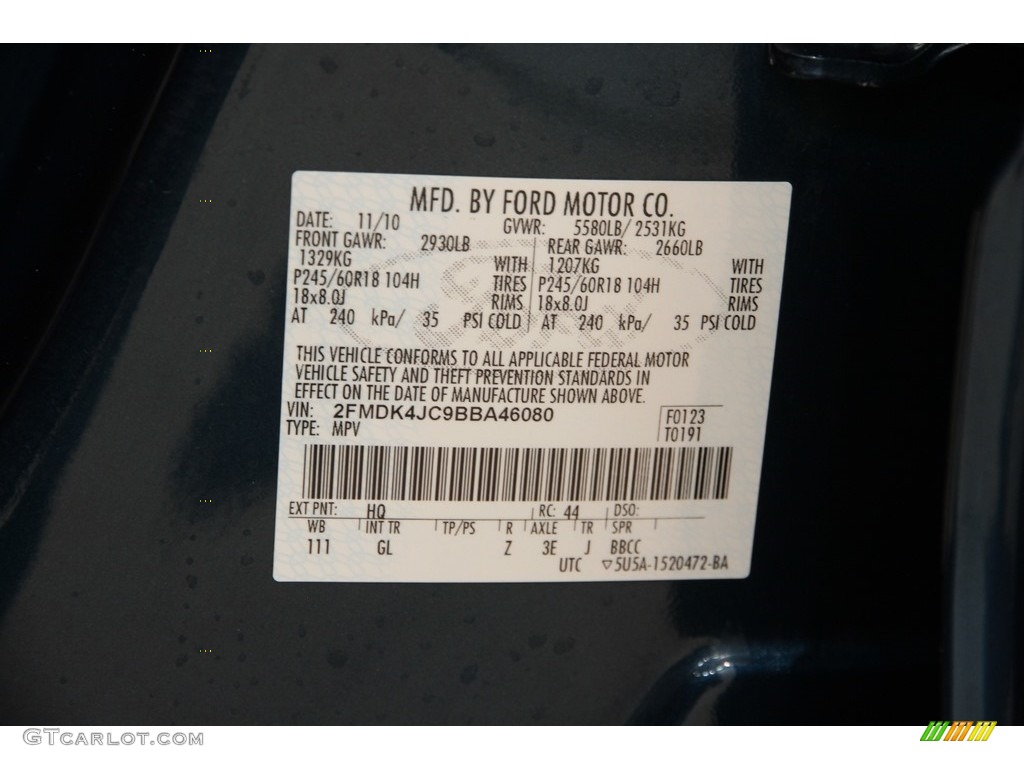 MFD. BY FORD MOTOR CO.
DATE: 11/10 GVWR: 5580LB/ 2531KG
FRONT GAWR: 2930LB REAR GAWR: 2660LB
1329KG WITH 1207KG WITH
P245/60R18 104H TIRES P245/60R18 104H TIRES
18x8.0J RIMS 18x8.0J RIMS
AT 240 kPa/ 35 PSI COLD AT 240 kPa/ 35 PSI COLD
THIS VEHICLE CONFORMS TO ALL APPLICABLE FEDERAL MOTOR
VEHICLE SAFETY AND THEFT PREVENTION STANDARDS IN
EFFECT ON THE DATE OF MANUFACTURE SHOWN ABOVE.
VIN: 2FMDK4JC9BBA46080 F0123
TYPE: MPV T0191
EXT PNT: HQ RC: 44 DSO:
WB INT TR TP/PS R AXLE TR SPR
111 GL Z 3E J BBCC
UTC ▽5U5A-1520472-BA
GTCARLOT.COM